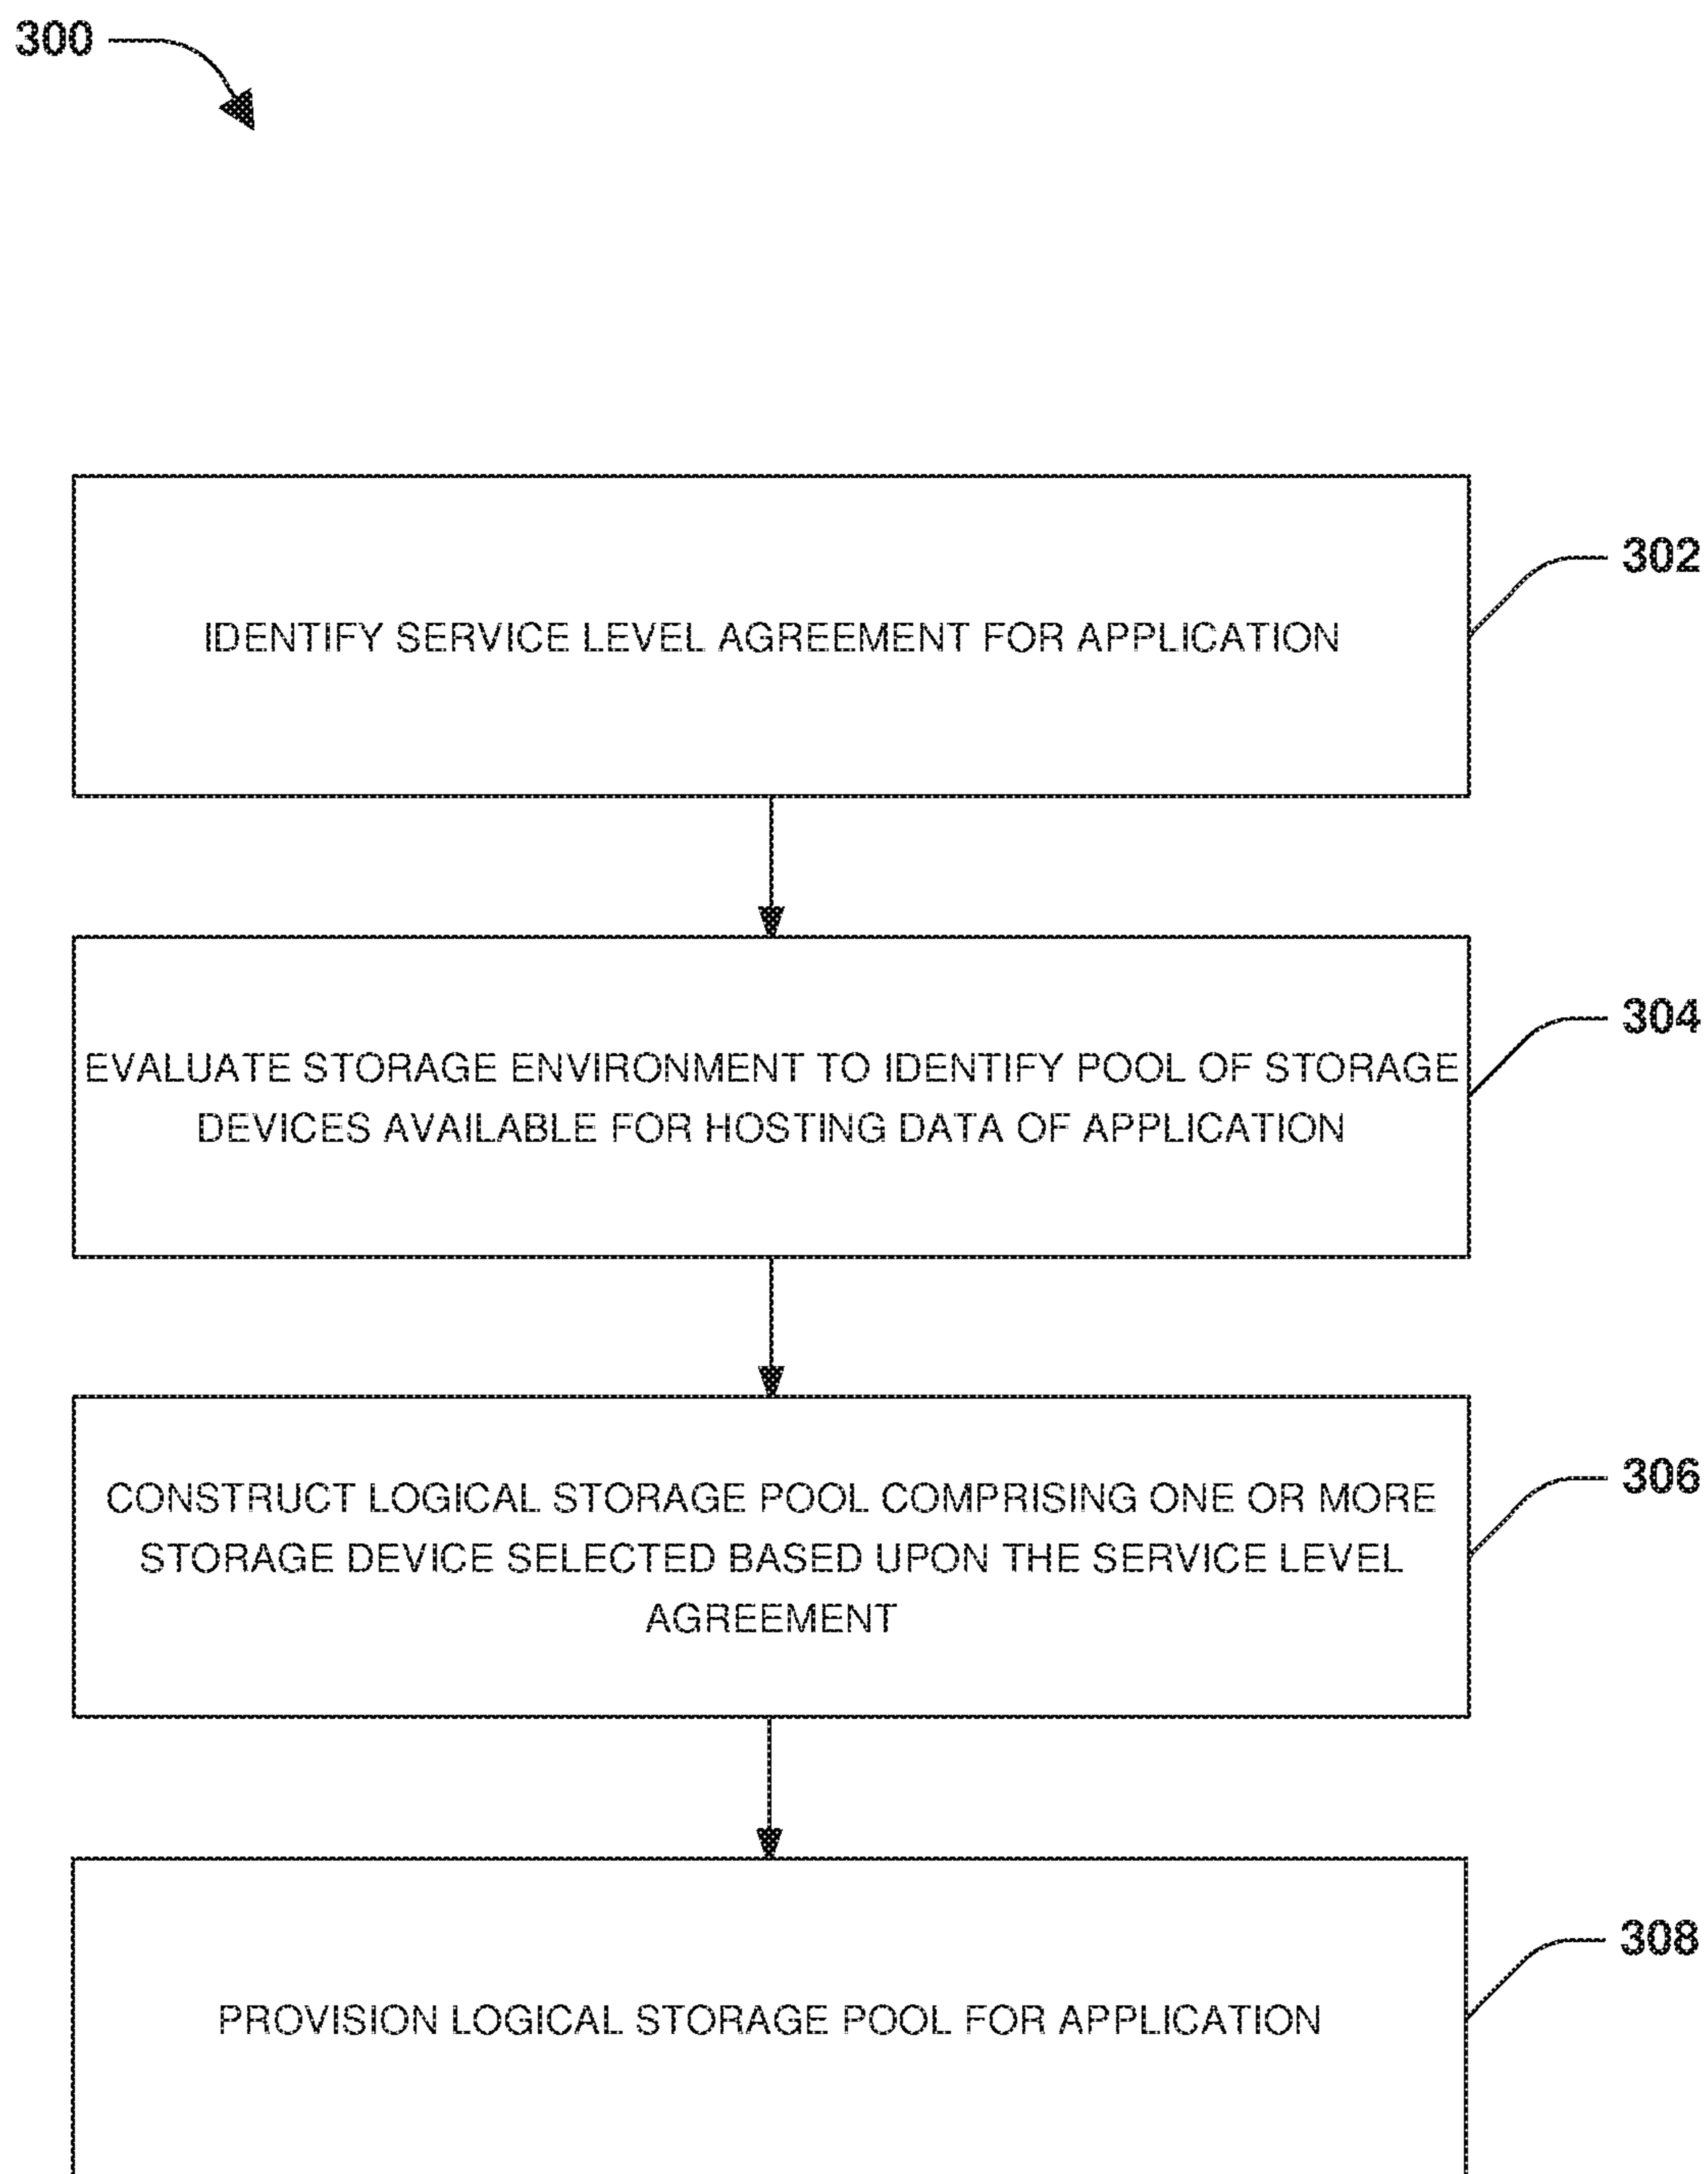 300
IDENTIFY SERVICE LEVEL AGREEMENT FOR APPLICATION
302
EVALUATE STORAGE ENVIRONMENT TO IDENTIFY POOL OF STORAGE
DEVICES AVAILABLE FOR HOSTING DATA OF APPLICATION
304
CONSTRUCT LOGICAL STORAGE POOL COMPRISING ONE OR MORE
STORAGE DEVICE SELECTED BASED UPON THE SERVICE LEVEL
AGREEMENT
306
PROVISION LOGICAL STORAGE POOL FOR APPLICATION
308